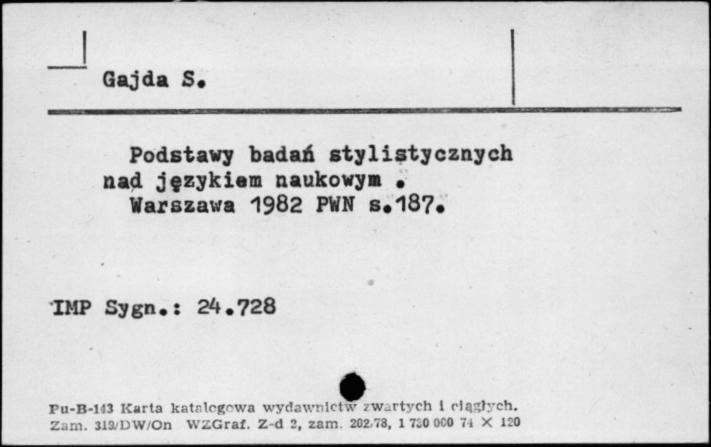 Gajda S.
Podstawy badań stylistycznych
nad językiem naukowym .
Warszawa 1982 PWN s.187.
IMP Sygn.: 24.728
Pu-B-143 Karta katalogowa wydawnictw zwartych i ciągłych.
Zam. 319/DW/On WZGraf. Z-d 2, zam. 202/78, 1 730 000 74 X 120